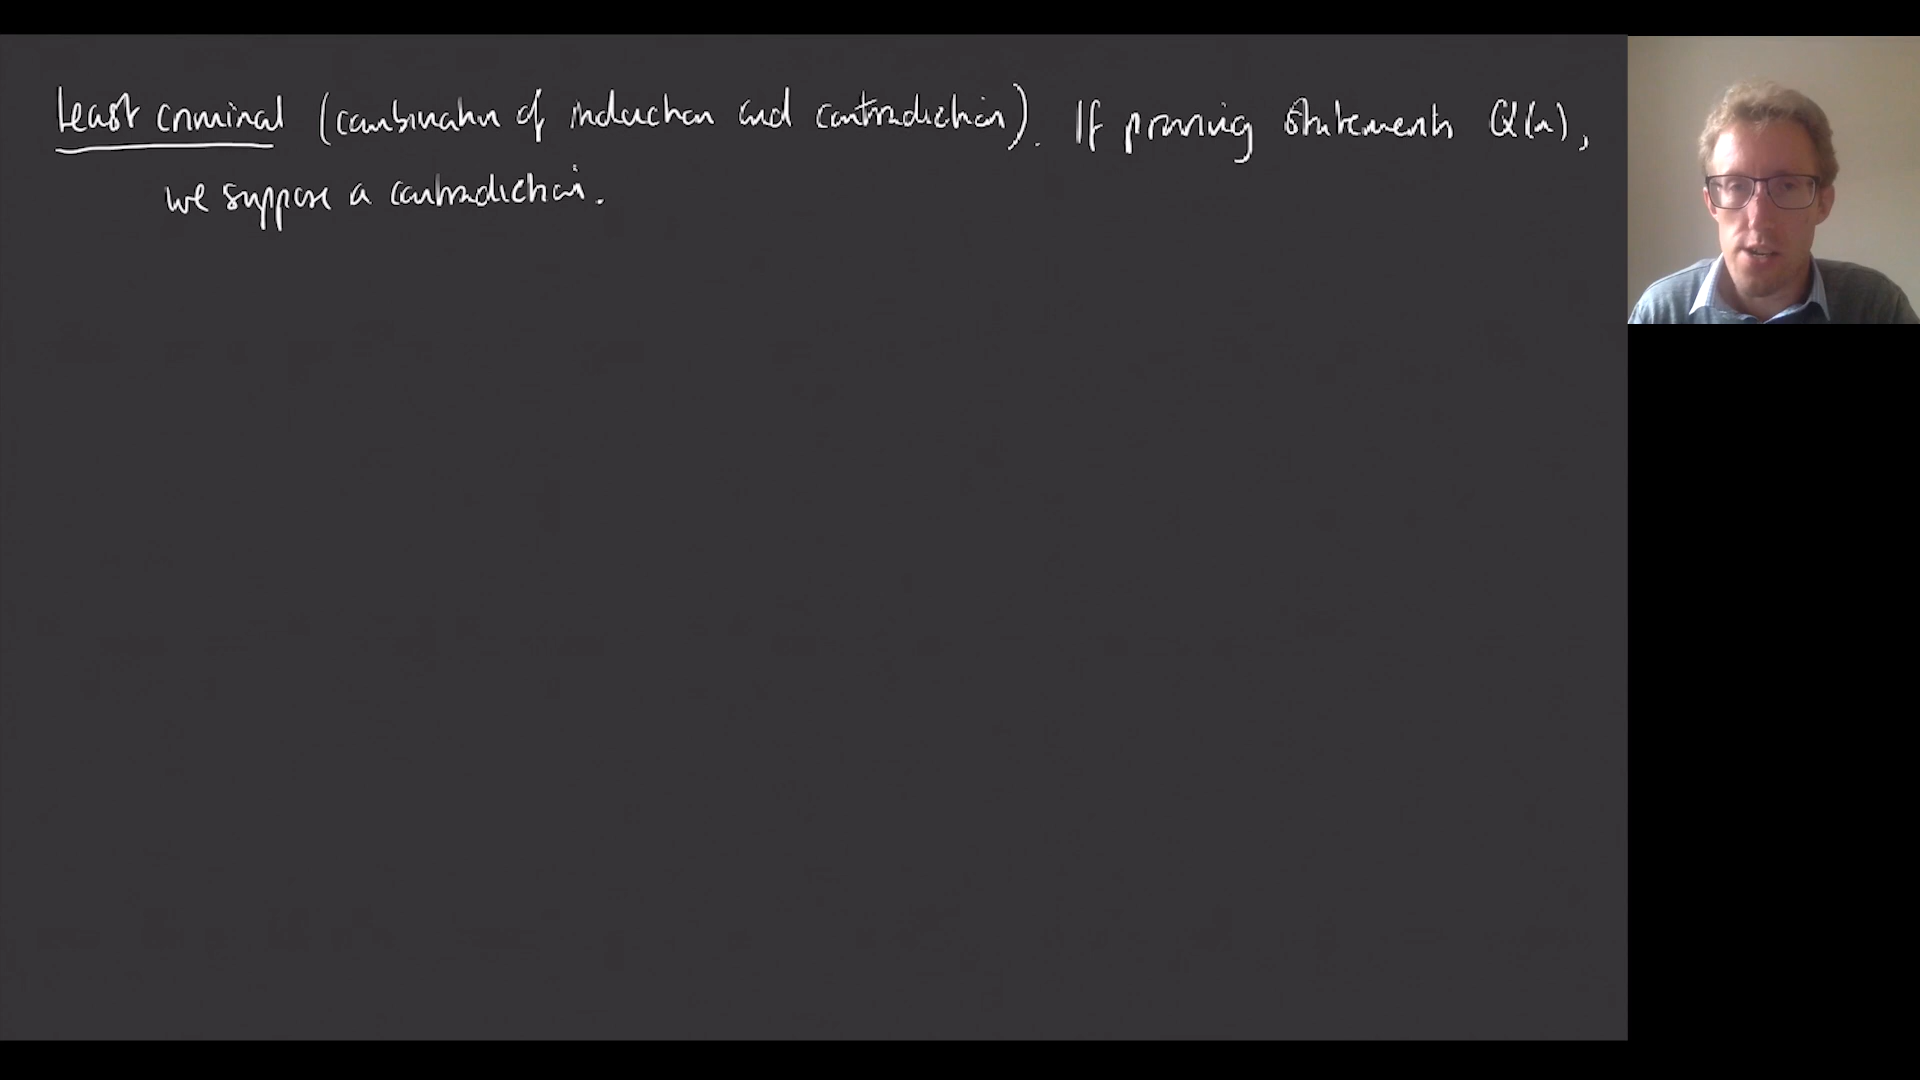 Least criminal (combination of induction and contradiction). If proving statements Q(n),
we suppose a contradiction.